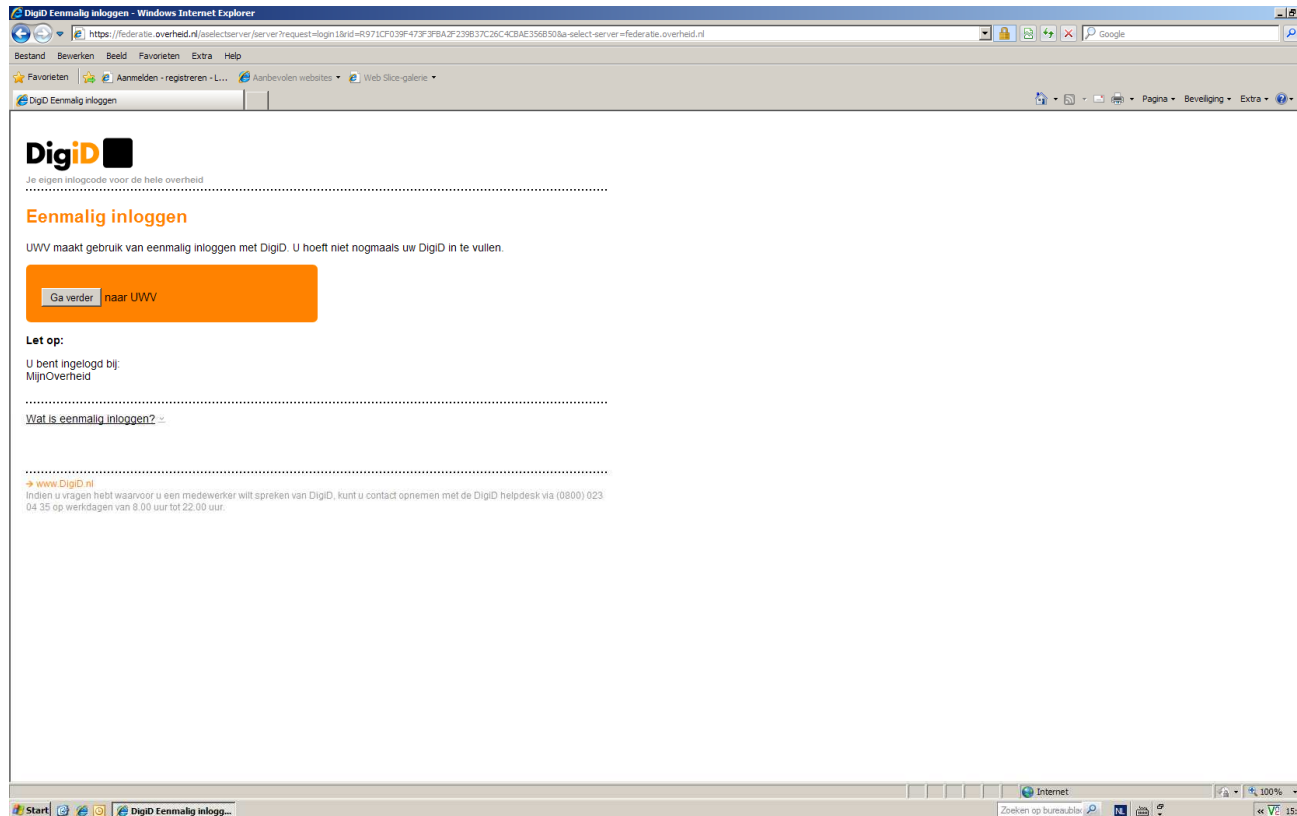 DigiD Eenmalig inloggen - Windows Internet Explorer
https://federatie.overheid.nl/aselectserver/server?request=login1&rid=R971CF039F473F3FBA2F239B37C26C4CBAE356B50&a-select-server=federatie.overheid.nl
Google
Bestand Bewerken Beeld Favorieten Extra Help
Favorieten Aanmelden - registreren - L... Aanbevolen websites Web Slice-galerie
DigiD Eenmalig inloggen
Pagina Beveiliging Extra
DigiD
Je eigen inlogcode voor de hele overheid
Eenmalig inloggen
UWV maakt gebruik van eenmalig inloggen met DigiD. U hoeft niet nogmaals uw DigiD in te vullen.
Ga verder naar UWV
Let op:
U bent ingelogd bij:
MijnOverheid
Wat is eenmalig inloggen?
www.DigiD.nl
Indien u vragen hebt waarvoor u een medewerker wilt spreken van DigiD, kunt u contact opnemen met de DigiD helpdesk via (0800) 023
04 35 op werkdagen van 8.00 uur tot 22.00 uur.
Internet 100%
Start DigiD Eenmalig inlogg... Zoeken op bureaublad NL 15: